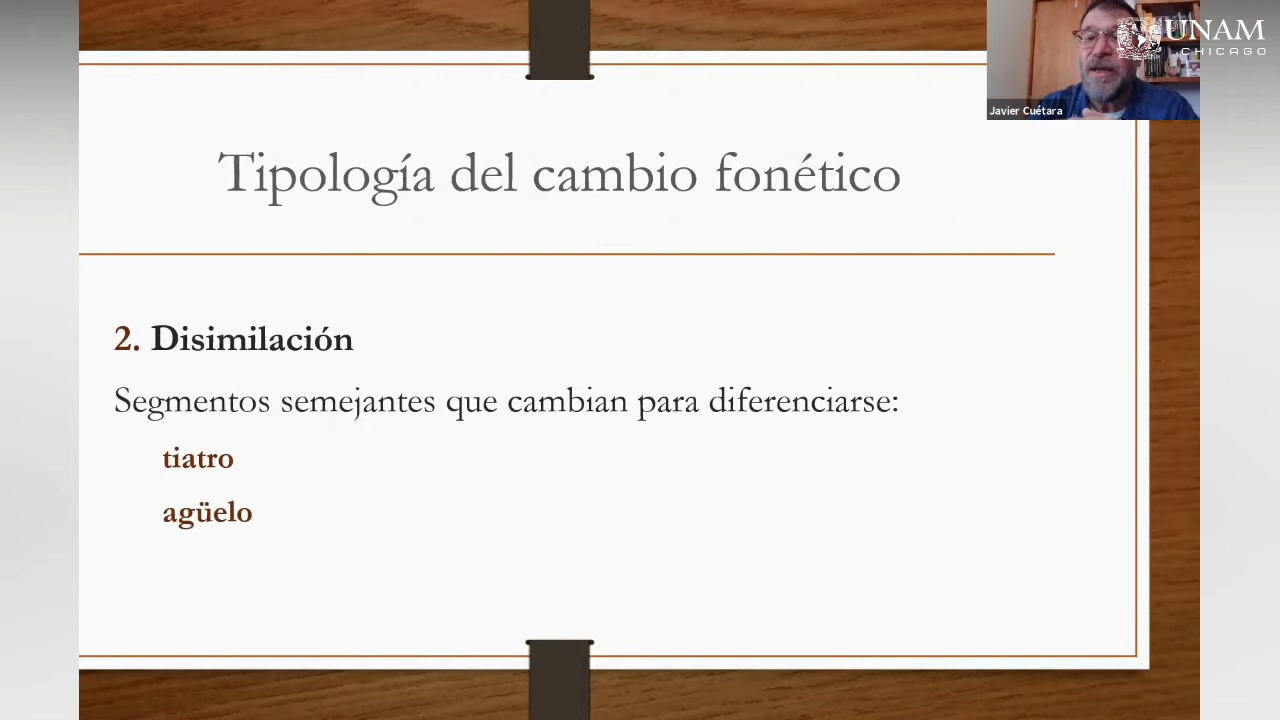 UNAM
CHICAGO
Javier Cuétara
Tipología del cambio fonético
2. Disimilación
Segmentos semejantes que cambian para diferenciarse:
tiatro
agüelo